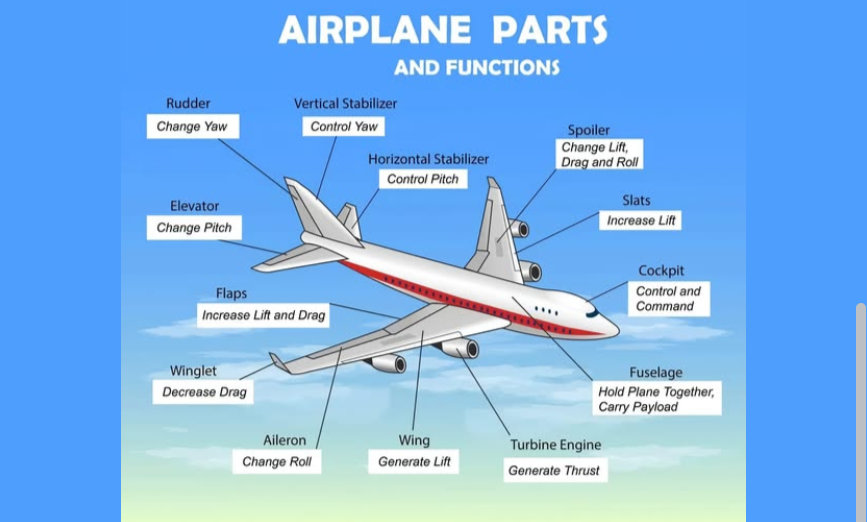 AIRPLANE PARTS
AND FUNCTIONS
Rudder
Change Yaw
Vertical Stabilizer
Control Yaw
Horizontal Stabilizer
Control Pitch
Spoiler
Change Lift,
Drag and Roll
Elevator
Change Pitch
Slats
Increase Lift
Cockpit
Control and
Command
Flaps
Increase Lift and Drag
Winglet
Decrease Drag
Fuselage
Hold Plane Together,
Carry Payload
Aileron
Change Roll
Wing
Generate Lift
Turbine Engine
Generate Thrust